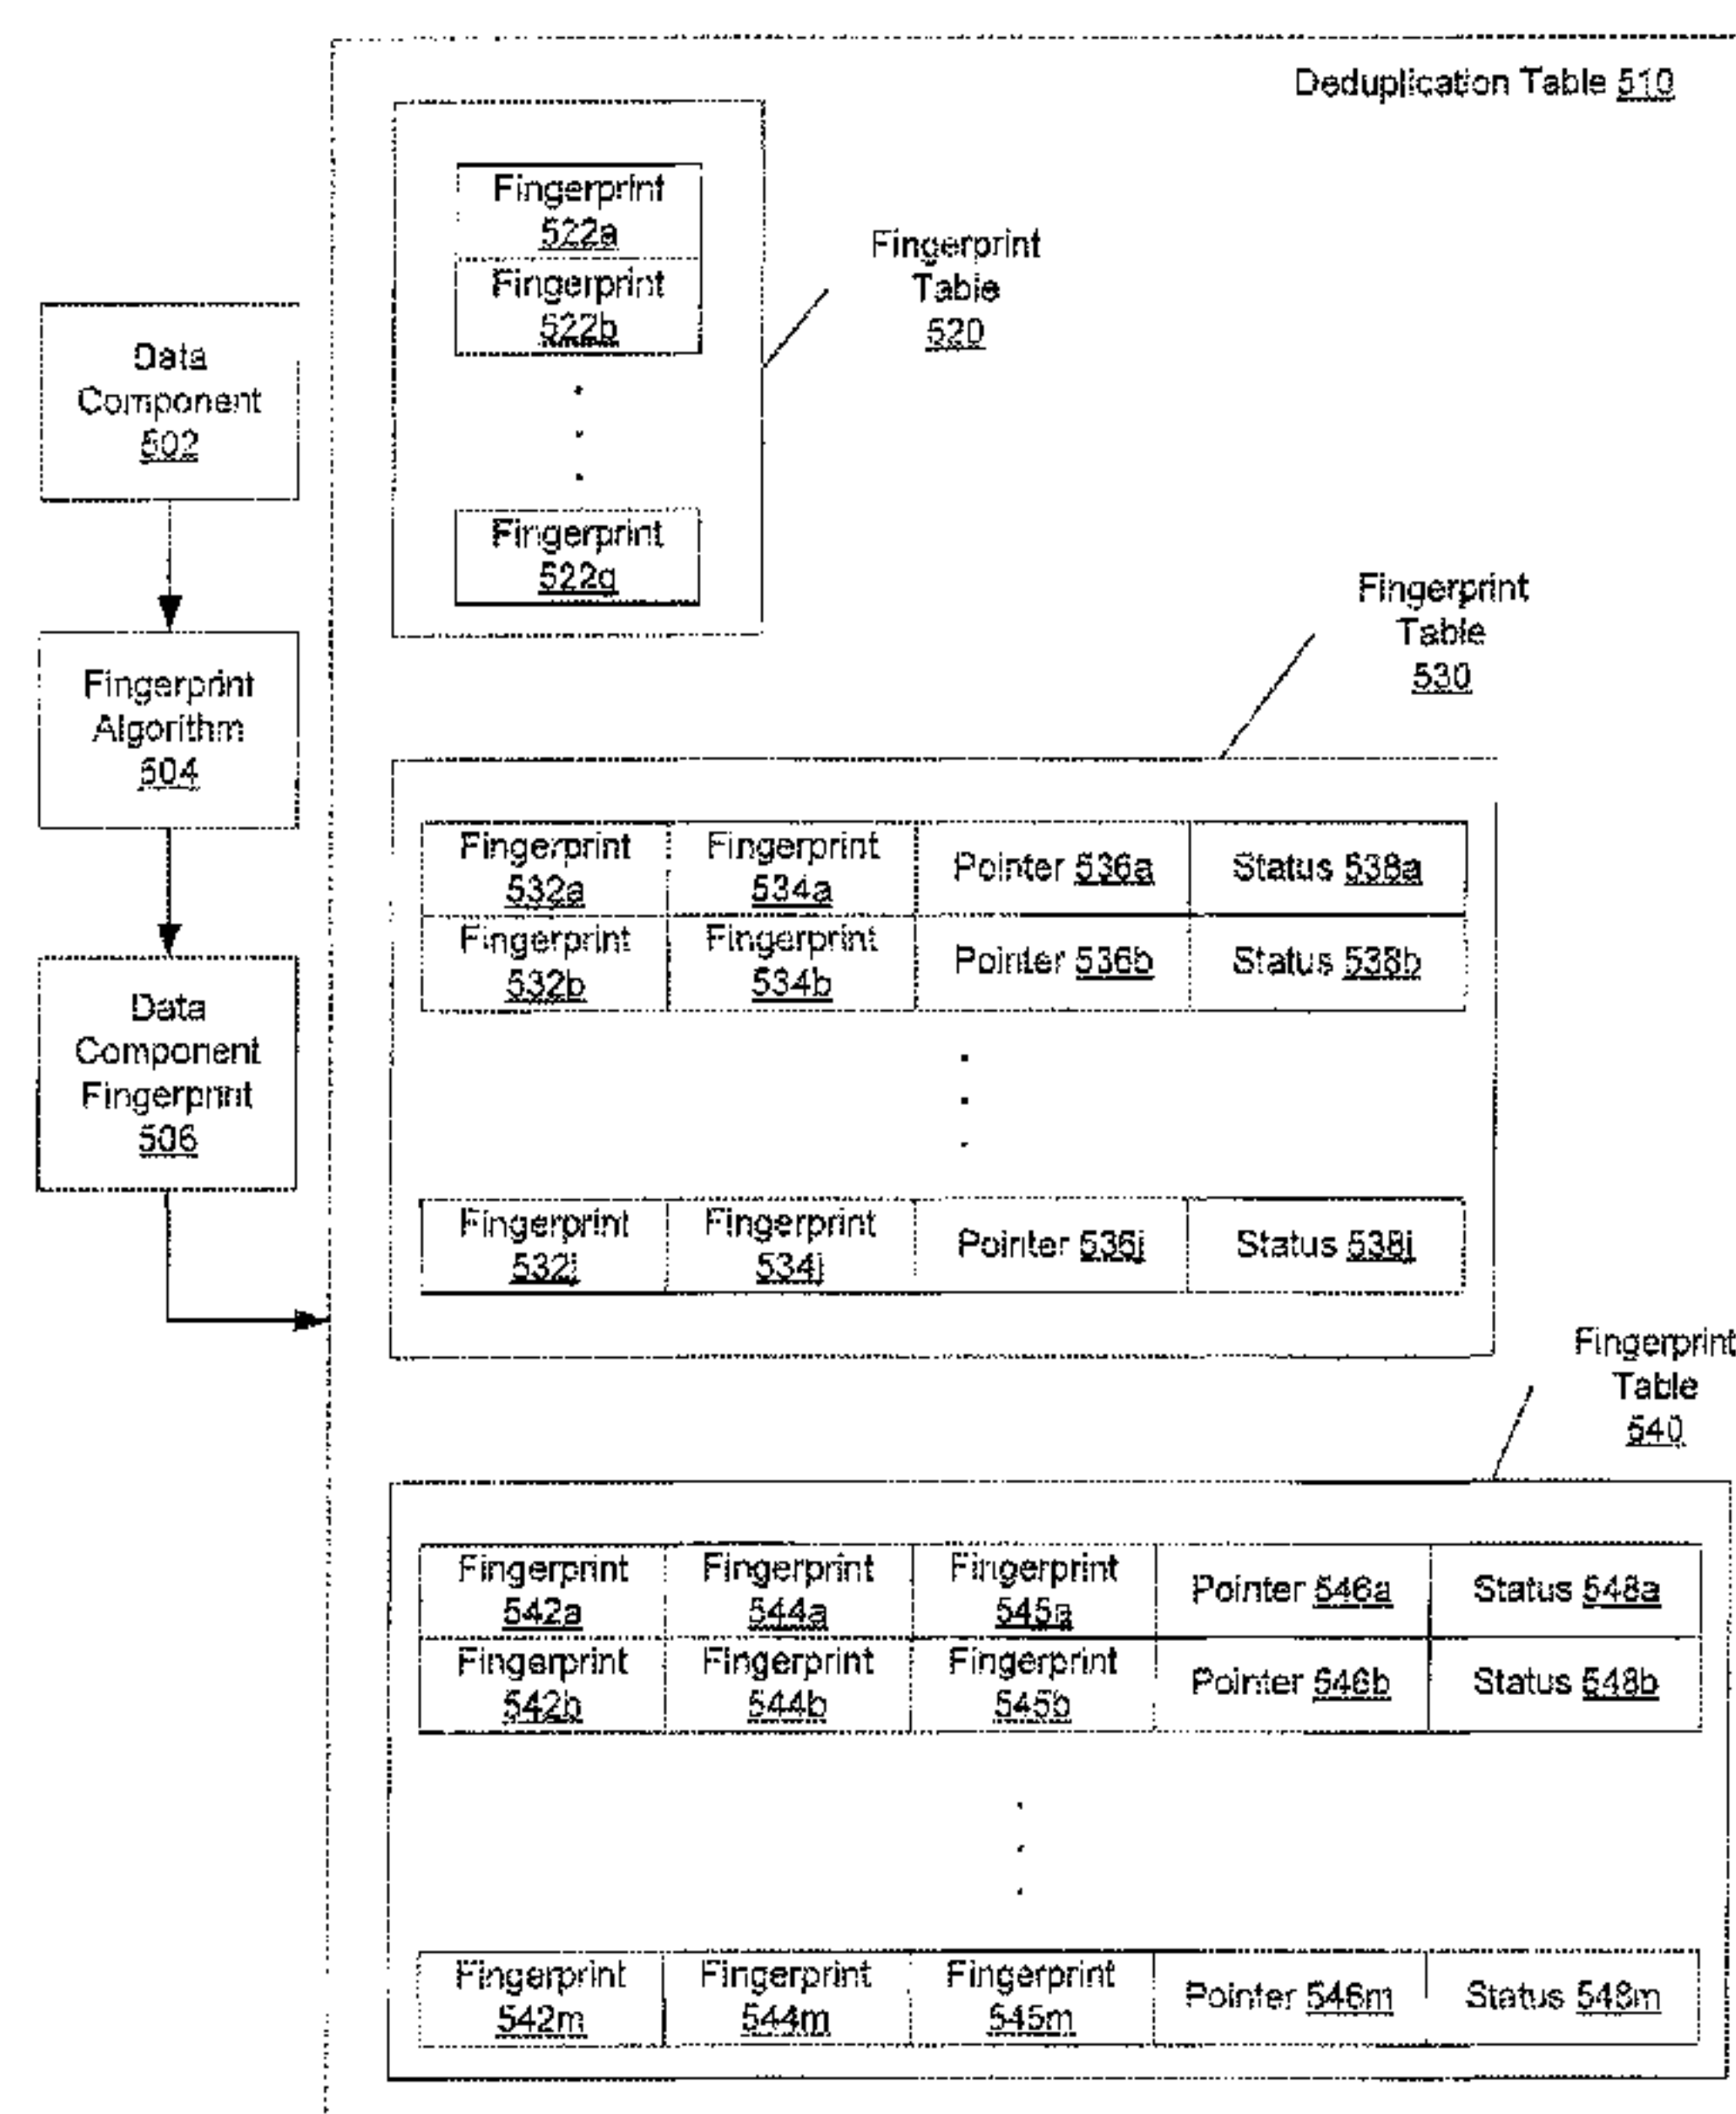 Deduplication Table 510
Fingerprint
522a
Fingerprint
522b
Fingerprint
522g
Fingerprint
Table
520
Data
Component
502
Fingerprint
Algorithm
504
Data
Component
Fingerprint
506
Fingerprint
Table
530
Fingerprint 532a Fingerprint 534a Pointer 536a Status 538a
Fingerprint 532b Fingerprint 534b Pointer 536b Status 538b
Fingerprint 532j Fingerprint 534j Pointer 536j Status 538j
Fingerprint
Table
540
Fingerprint 542a Fingerprint 544a Fingerprint 545a Pointer 546a Status 548a
Fingerprint 542b Fingerprint 544b Fingerprint 545b Pointer 546b Status 548b
Fingerprint 542m Fingerprint 544m Fingerprint 545m Pointer 546m Status 548m